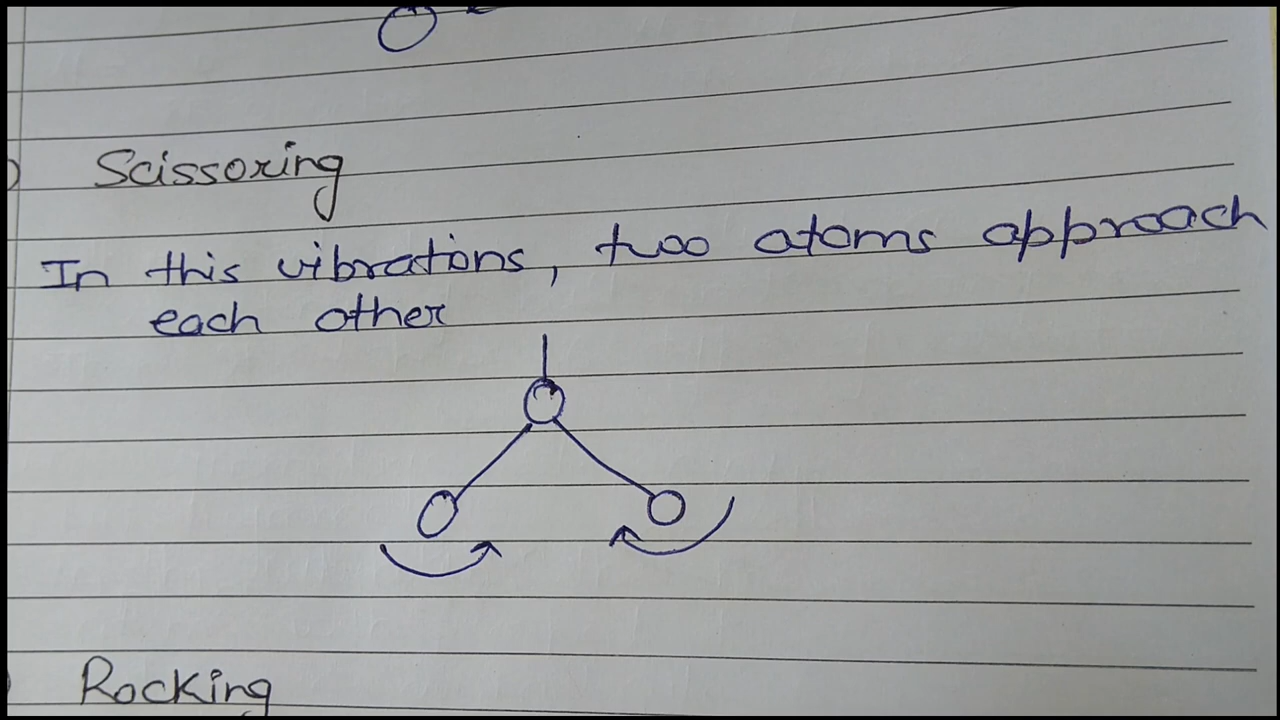 Scissoring
In this vibrations, two atoms approach
each other
Rocking